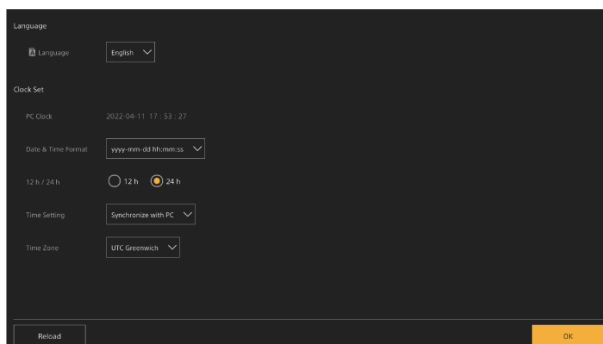 Language
Language
English
Clock Set
PC Clock
2022-04-11 17 : 53 : 27
Date & Time Format
yyyy-mm-dd hh:mm:ss
12 h / 24 h
12 h
24 h
Time Setting
Synchronize with PC
Time Zone
UTC Greenwich
Reload
OK